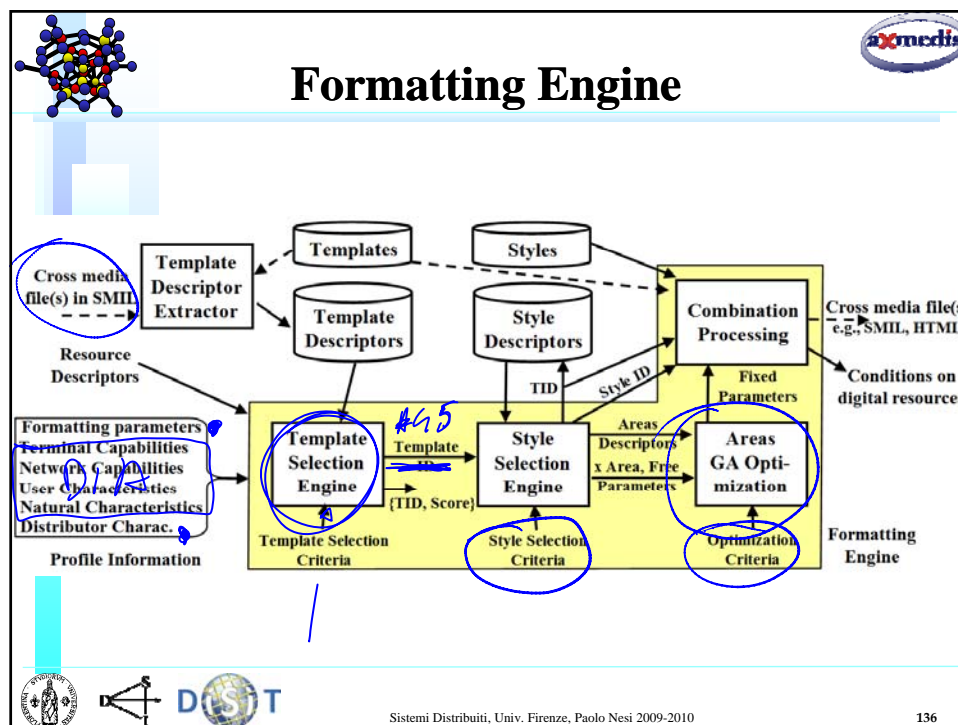 axmedis
Formatting Engine
Templates
Styles
Cross media
file(s) in SMIL
Template
Descriptor
Extractor
Template
Descriptors
Style
Descriptors
Combination
Processing
Cross media file(s
e.g., SMIL, HTML
Resource
Descriptors
TID
Style ID
Fixed
Parameters
Conditions on
digital resource
Formatting parameters
Terminal Capabilities
Network Capabilities
User Characteristics
Natural Characteristics
Distributor Charac.
DIA
Profile Information
Template
Selection
Engine
Template
ID
{TID, Score}
Style
Selection
Engine
Areas
Descriptors
x Area, Free
Parameters
Areas
GA Opti-
mization
Template Selection
Criteria
Style Selection
Criteria
Optimization
Criteria
Formatting
Engine
DISIT
Sistemi Distribuiti, Univ. Firenze, Paolo Nesi 2009-2010
136